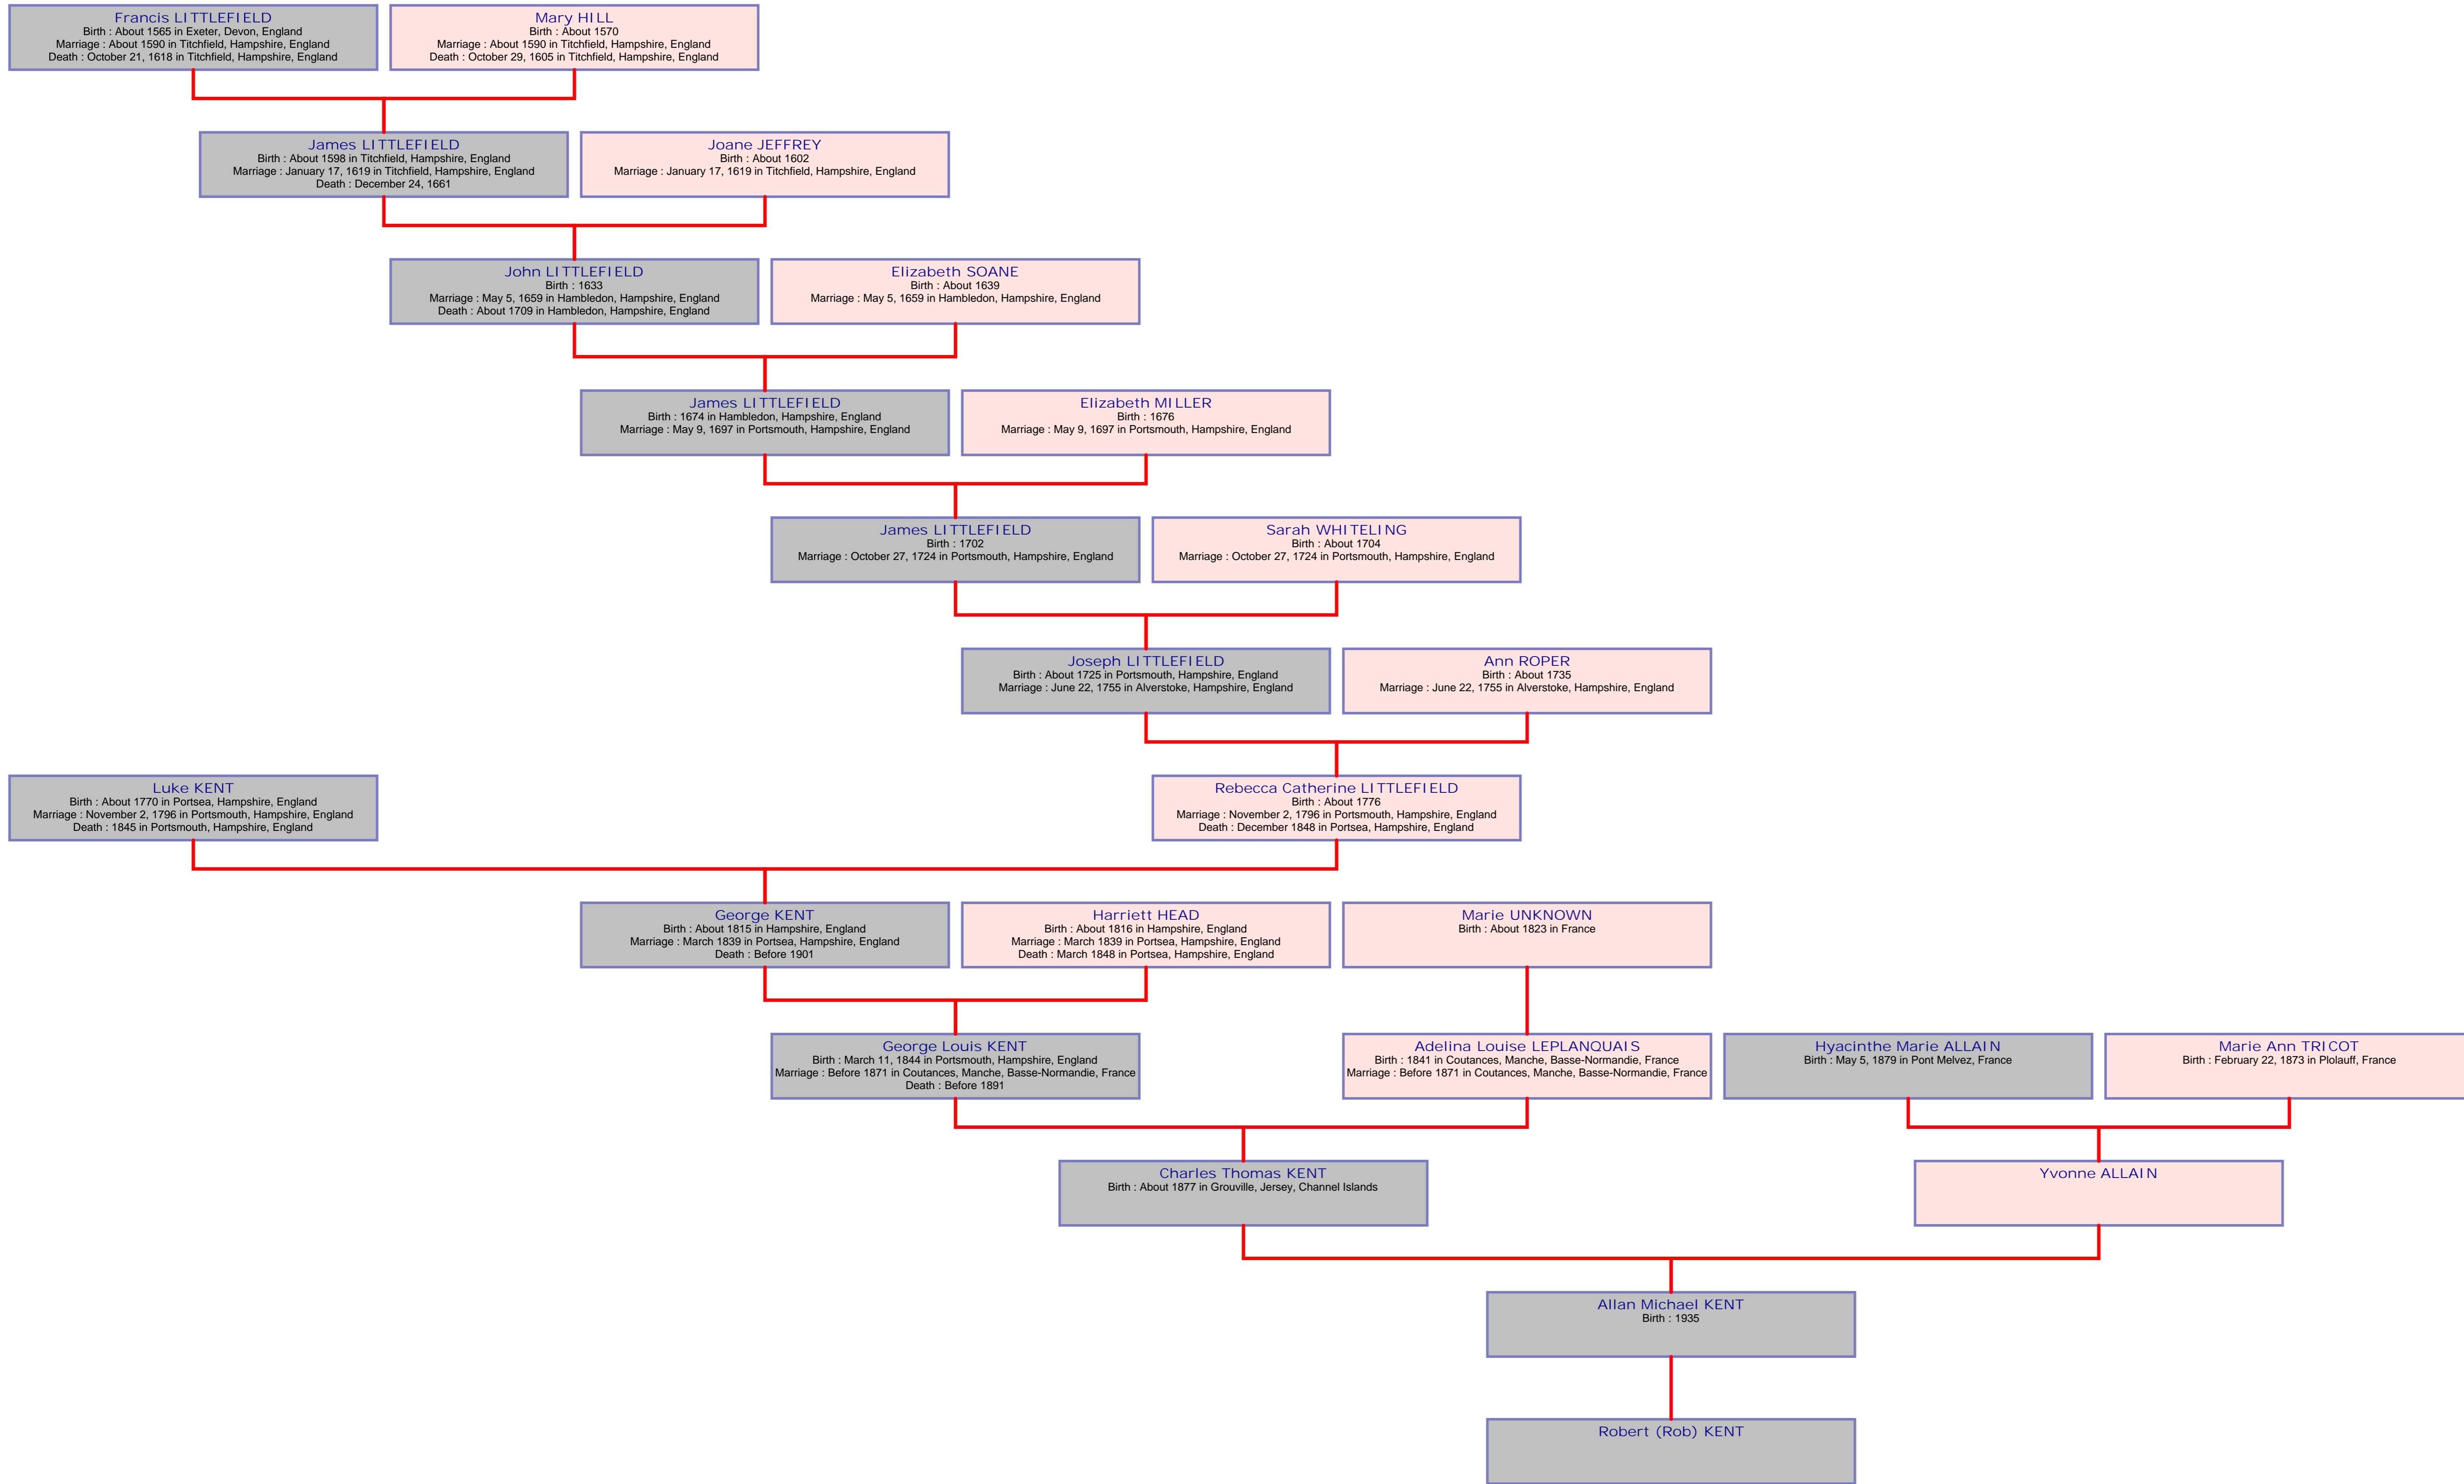 Francis LITTLEFIELD
Birth : About 1565 in Exeter, Devon, England
Marriage : About 1590 in Titchfield, Hampshire, England
Death : October 21, 1618 in Titchfield, Hampshire, England
Mary HILL
Birth : About 1570
Marriage : About 1590 in Titchfield, Hampshire, England
Death : October 29, 1605 in Titchfield, Hampshire, England
James LITTLEFIELD
Birth : About 1598 in Titchfield, Hampshire, England
Marriage : January 17, 1619 in Titchfield, Hampshire, England
Death : December 24, 1661
Joane JEFFREY
Birth : About 1602
Marriage : January 17, 1619 in Titchfield, Hampshire, England
John LITTLEFIELD
Birth : 1633
Marriage : May 5, 1659 in Hambledon, Hampshire, England
Death : About 1709 in Hambledon, Hampshire, England
Elizabeth SOANE
Birth : About 1639
Marriage : May 5, 1659 in Hambledon, Hampshire, England
James LITTLEFIELD
Birth : 1674 in Hambledon, Hampshire, England
Marriage : May 9, 1697 in Portsmouth, Hampshire, England
Elizabeth MILLER
Birth : 1676
Marriage : May 9, 1697 in Portsmouth, Hampshire, England
James LITTLEFIELD
Birth : 1702
Marriage : October 27, 1724 in Portsmouth, Hampshire, England
Sarah WHITELING
Birth : About 1704
Marriage : October 27, 1724 in Portsmouth, Hampshire, England
Joseph LITTLEFIELD
Birth : About 1725 in Portsmouth, Hampshire, England
Marriage : June 22, 1755 in Alverstoke, Hampshire, England
Ann ROPER
Birth : About 1735
Marriage : June 22, 1755 in Alverstoke, Hampshire, England
Luke KENT
Birth : About 1770 in Portsea, Hampshire, England
Marriage : November 2, 1796 in Portsmouth, Hampshire, England
Death : 1845 in Portsmouth, Hampshire, England
Rebecca Catherine LITTLEFIELD
Birth : About 1776
Marriage : November 2, 1796 in Portsmouth, Hampshire, England
Death : December 1848 in Portsea, Hampshire, England
George KENT
Birth : About 1815 in Hampshire, England
Marriage : March 1839 in Portsea, Hampshire, England
Death : Before 1901
Harriett HEAD
Birth : About 1816 in Hampshire, England
Marriage : March 1839 in Portsea, Hampshire, England
Death : March 1848 in Portsea, Hampshire, England
Marie UNKNOWN
Birth : About 1823 in France
George Louis KENT
Birth : March 11, 1844 in Portsmouth, Hampshire, England
Marriage : Before 1871 in Coutances, Manche, Basse-Normandie, France
Death : Before 1891
Adelina Louise LEPLANQUAIS
Birth : 1841 in Coutances, Manche, Basse-Normandie, France
Marriage : Before 1871 in Coutances, Manche, Basse-Normandie, France
Hyacinthe Marie ALLAIN
Birth : May 5, 1879 in Pont Melvez, France
Marie Ann TRICOT
Birth : February 22, 1873 in Plolauff, France
Charles Thomas KENT
Birth : About 1877 in Grouville, Jersey, Channel Islands
Yvonne ALLAIN
Allan Michael KENT
Birth : 1935
Robert (Rob) KENT